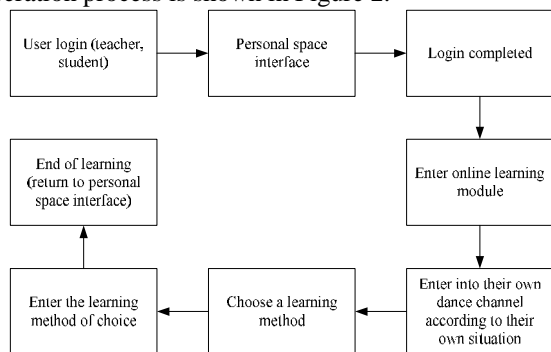 eration process is shown in Figure 2.
User login (teacher,
student)
Personal space
interface
Login completed
Enter online learning
module
Enter into their own
dance channel
according to their
own situation
Choose a learning
method
Enter the learning
method of choice
End of learning
(return to personal
space interface)